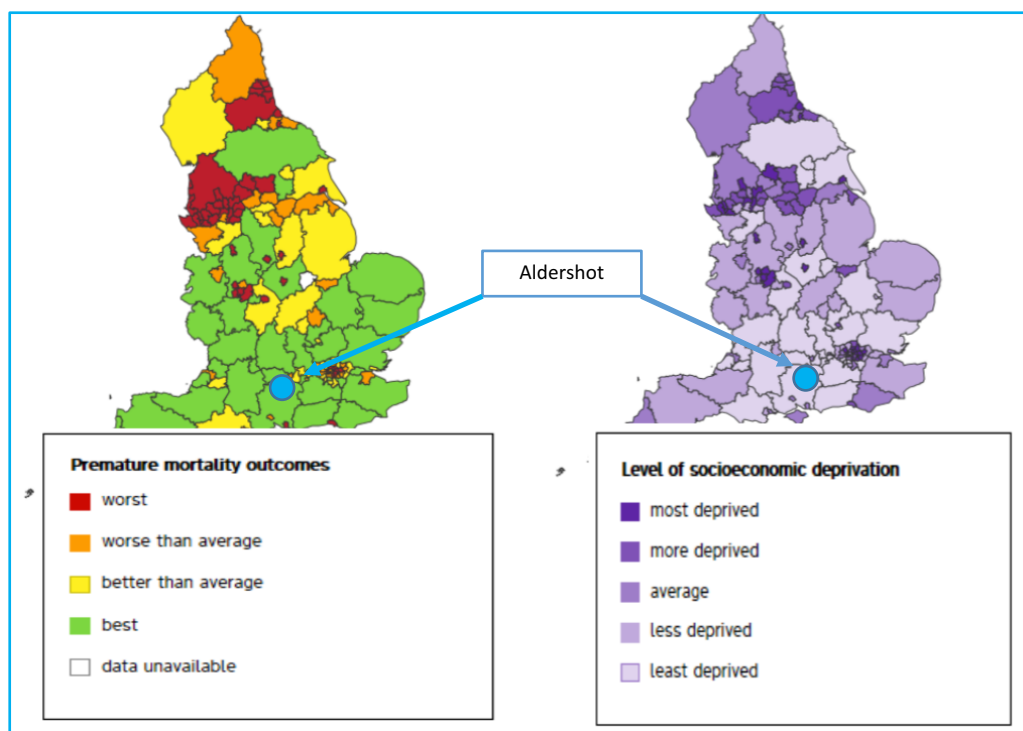 Aldershot
Premature mortality outcomes
worst
worse than average
better than average
best
data unavailable
Level of socioeconomic deprivation
most deprived
more deprived
average
less deprived
least deprived